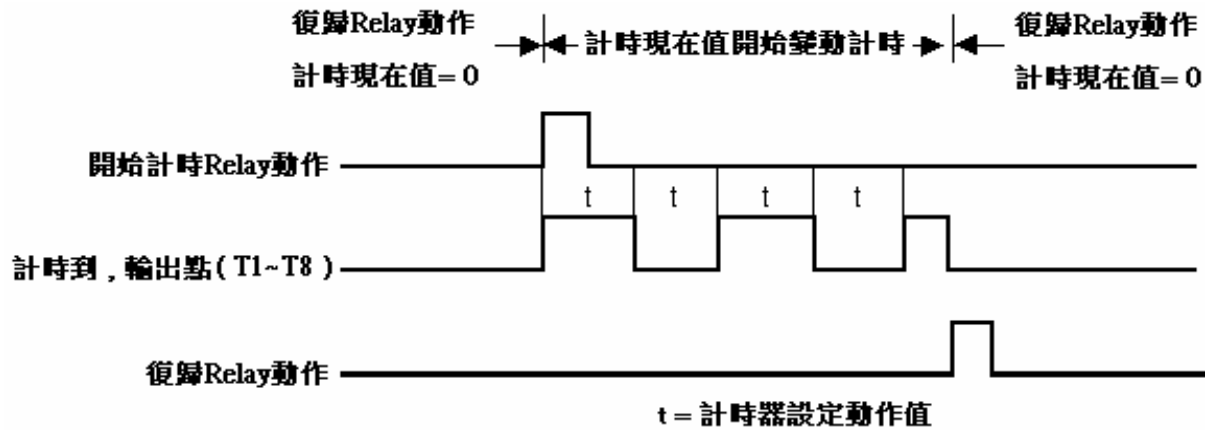 復歸Relay動作
計時現在值= 0
計時現在值開始變動計時
復歸Relay動作
計時現在值= 0
開始計時Relay動作
t t t t
計時到 , 輸出點( T1~T8 )
復歸Relay動作
t = 計時器設定動作值